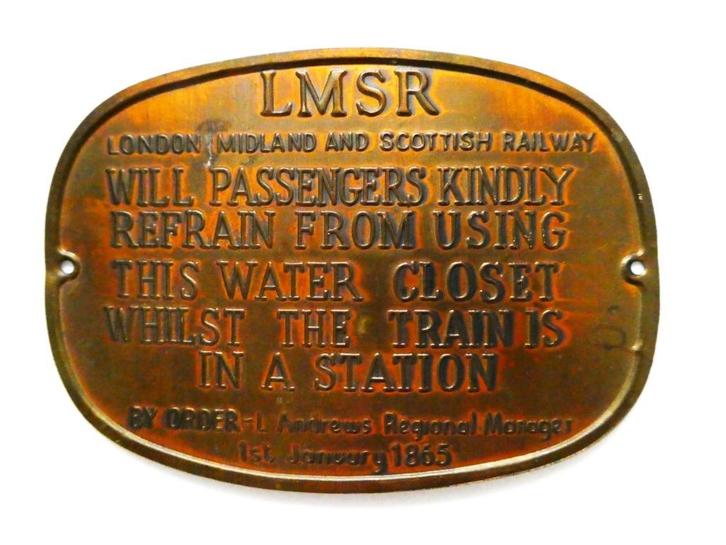 LMSR
LONDON MIDLAND AND SCOTTISH RAILWAY
WILL PASSENGERS KINDLY
REFRAIN FROM USING
THIS WATER CLOSET
WHILST THE TRAIN IS
IN A STATION
BY ORDER-L Andrews Regional Manager
1st January 1865